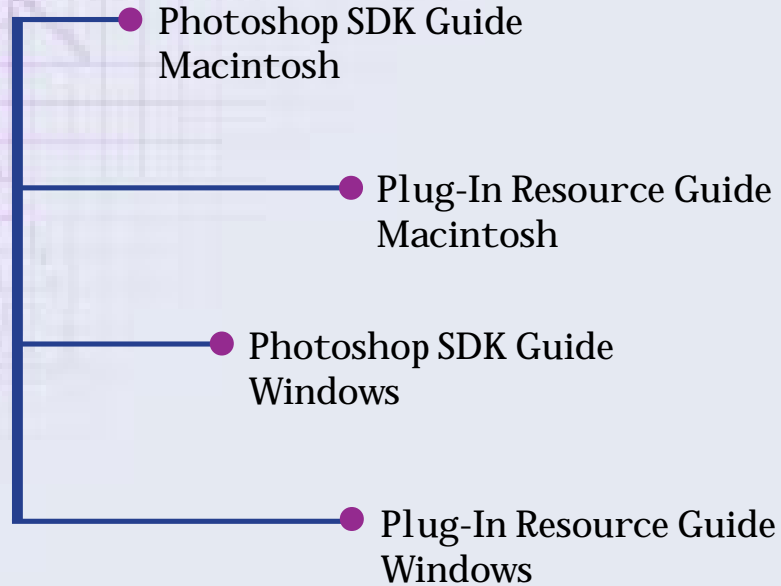 Photoshop SDK Guide
Macintosh
Plug-In Resource Guide
Macintosh
Photoshop SDK Guide
Windows
Plug-In Resource Guide
Windows